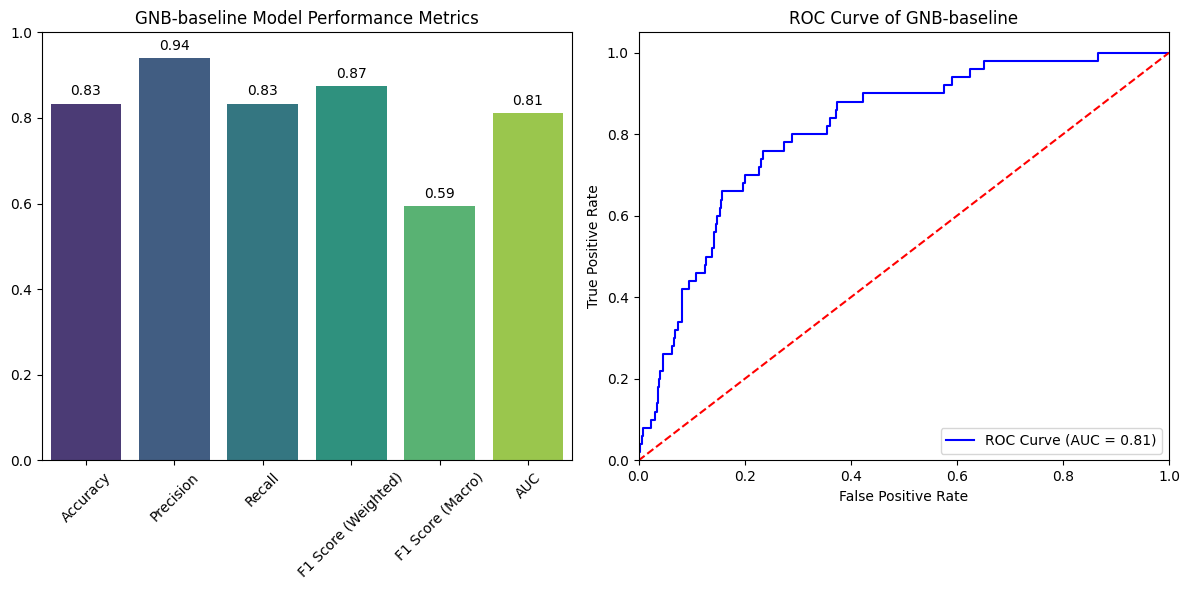 GNB-baseline Model Performance Metrics
1.0
0.8
0.6
0.4
0.2
0.0
0.83
0.94
0.83
0.87
0.59
0.81
Accuracy
Precision
Recall
F1 Score (Weighted)
F1 Score (Macro)
AUC
ROC Curve of GNB-baseline
True Positive Rate
1.0
0.8
0.6
0.4
0.2
0.0
ROC Curve (AUC = 0.81)
0.0 0.2 0.4 0.6 0.8 1.0
False Positive Rate